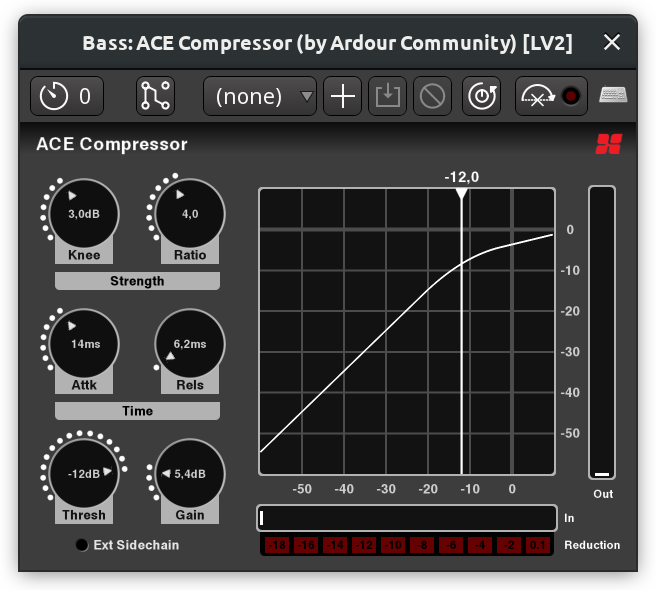 Bass: ACE Compressor (by Ardour Community) [LV2]
0
(none)
ACE Compressor
-12,0
3,0dB
4,0
Knee
Ratio
Strength
14ms
6,2ms
Attk
Rels
Time
-12dB
5,4dB
Thresh
Gain
Ext Sidechain
0
-10
-20
-30
-40
-50
-50 -40 -30 -20 -10 0
Out
In
-18 -16 -14 -12 -10 -8 -6 -4 -2 0.1
Reduction